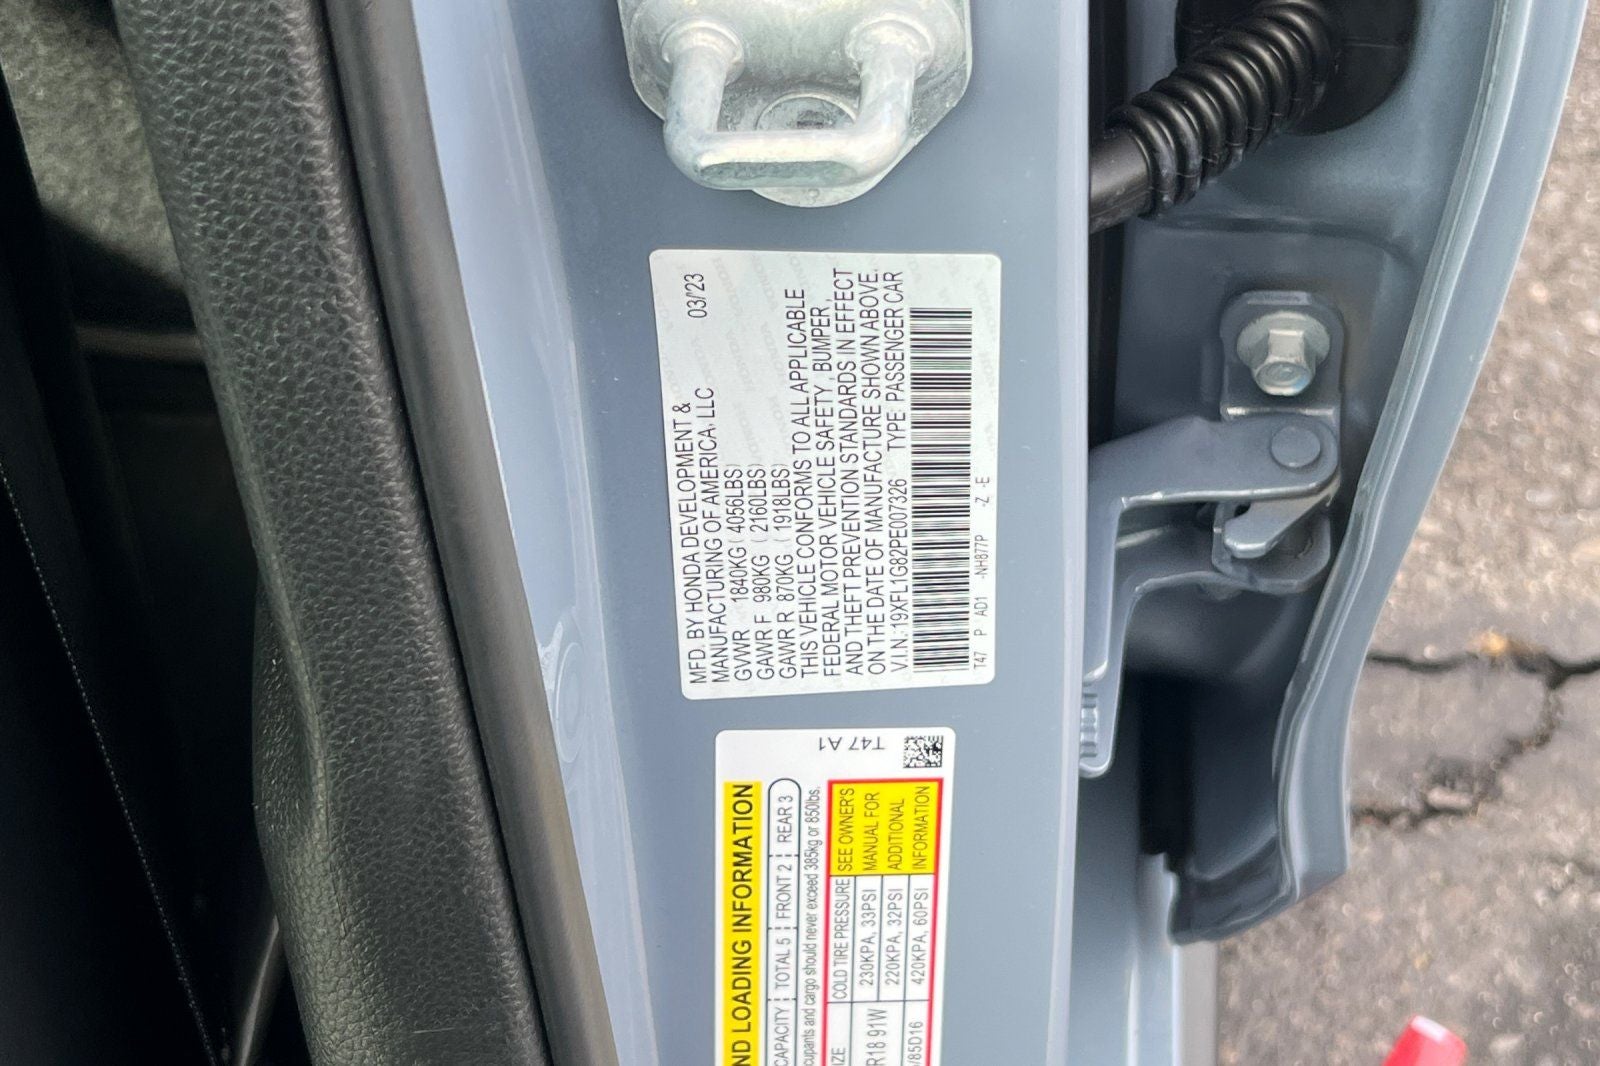 MFD. BY HONDA DEVELOPMENT &
MANUFACTURING OF AMERICA, LLC 03/23
GVWR 1840KG ( 4056LBS)
GAWR F 980KG ( 2160LBS)
GAWR R 870KG ( 1918LBS)
THIS VEHICLE CONFORMS TO ALL APPLICABLE
FEDERAL MOTOR VEHICLE SAFETY, BUMPER,
AND THEFT PREVENTION STANDARDS IN EFFECT
ON THE DATE OF MANUFACTURE SHOWN ABOVE.
V.I.N.:19XFL1G82PE007326 TYPE: PASSENGER CAR
T47 P AD1 -NH877P -Z -E
T47 A1
ND LOADING INFORMATION
CAPACITY TOTAL 5 FRONT 2 REAR 3
cupants and cargo should never exceed 385kg or 850lbs.
IZE COLD TIRE PRESSURE SEE OWNER'S
R18 91W 230KPA, 33PSI MANUAL FOR
220KPA, 32PSI ADDITIONAL
/85D16 420KPA, 60PSI INFORMATION